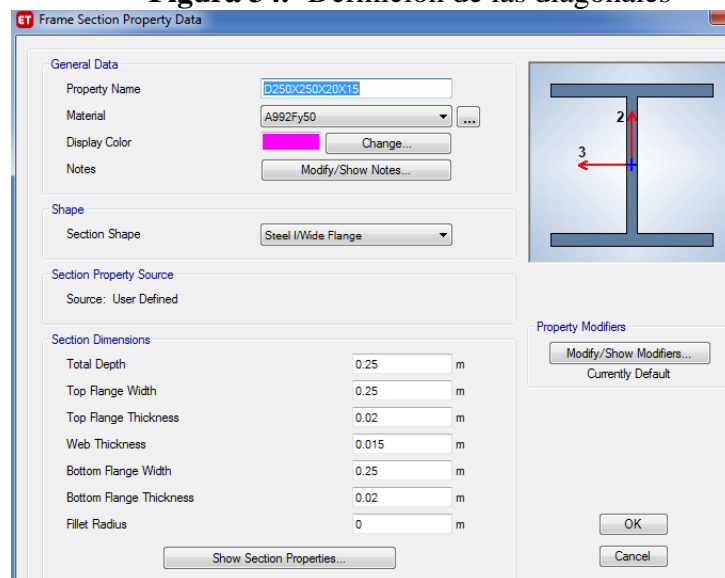 Figura 54. Definición de las diagonales
ET Frame Section Property Data
General Data
Property Name D250X250X20X15
Material A992Fy50 ...
Display Color Change...
Notes Modify/Show Notes...
2
3
Shape
Section Shape Steel I/Wide Flange
Section Property Source
Source: User Defined
Property Modifiers
Modify/Show Modifiers...
Currently Default
Section Dimensions
Total Depth 0.25 m
Top Flange Width 0.25 m
Top Flange Thickness 0.02 m
Web Thickness 0.015 m
Bottom Flange Width 0.25 m
Bottom Flange Thickness 0.02 m
Fillet Radius 0 m
Show Section Properties...
OK
Cancel